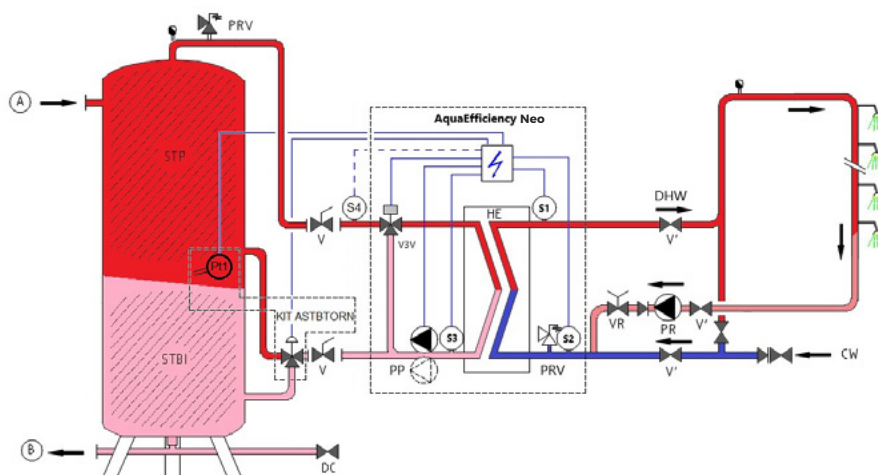 PRV
A
AquaEfficiency Neo
STP
S4
S1
HE
DHW
V
V3V
V'
Pt1
KIT ASTBTORN
VR
PR
V'
S3
S2
STBI
V
PP
PRV
V'
CW
B
DC